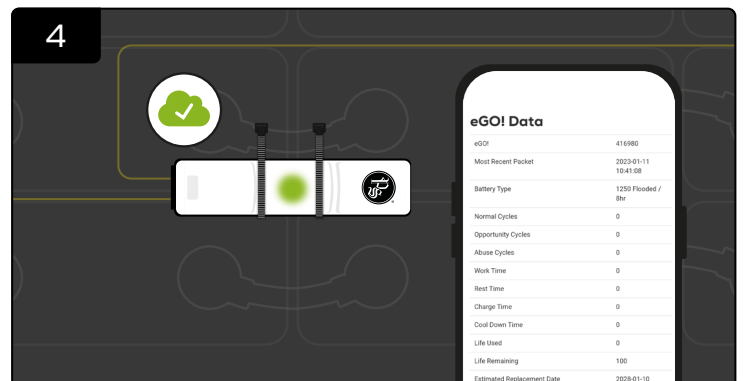 4
eGO! Data
eGO! 416980
Most Recent Packet 2023-01-11
10:41:08
Battery Type 1250 Flooded /
8hr
Normal Cycles 0
Opportunity Cycles 0
Abuse Cycles 0
Work Time 0
Rest Time 0
Charge Time 0
Cool Down Time 0
Life Used 0
Life Remaining 100
Estimated Replacement Date 2028-01-10